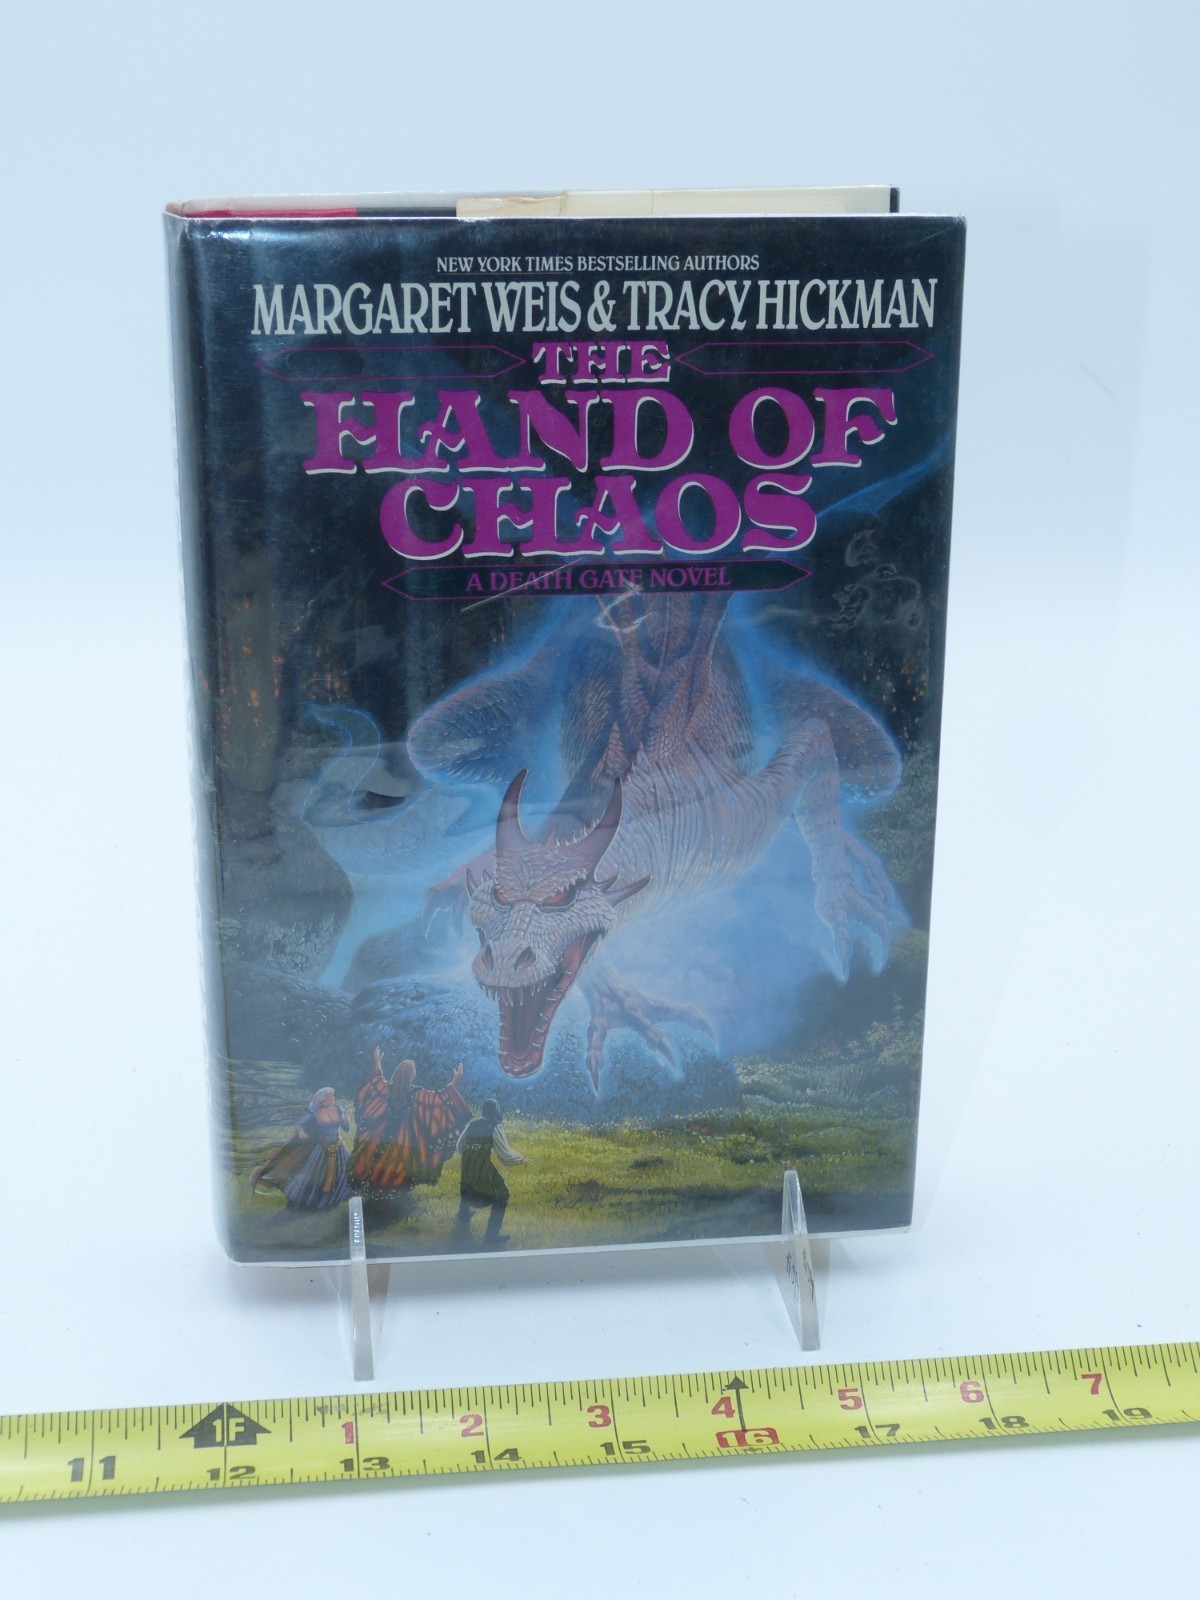 NEW YORK TIMES BESTSELLING AUTHORS
MARGARET WEIS & TRACY HICKMAN
THE
HAND OF
CHAOS
A DEATH GATE NOVEL
1F 1 2 3 4 5 6 7
11 12 13 14 15 16 17 18 19